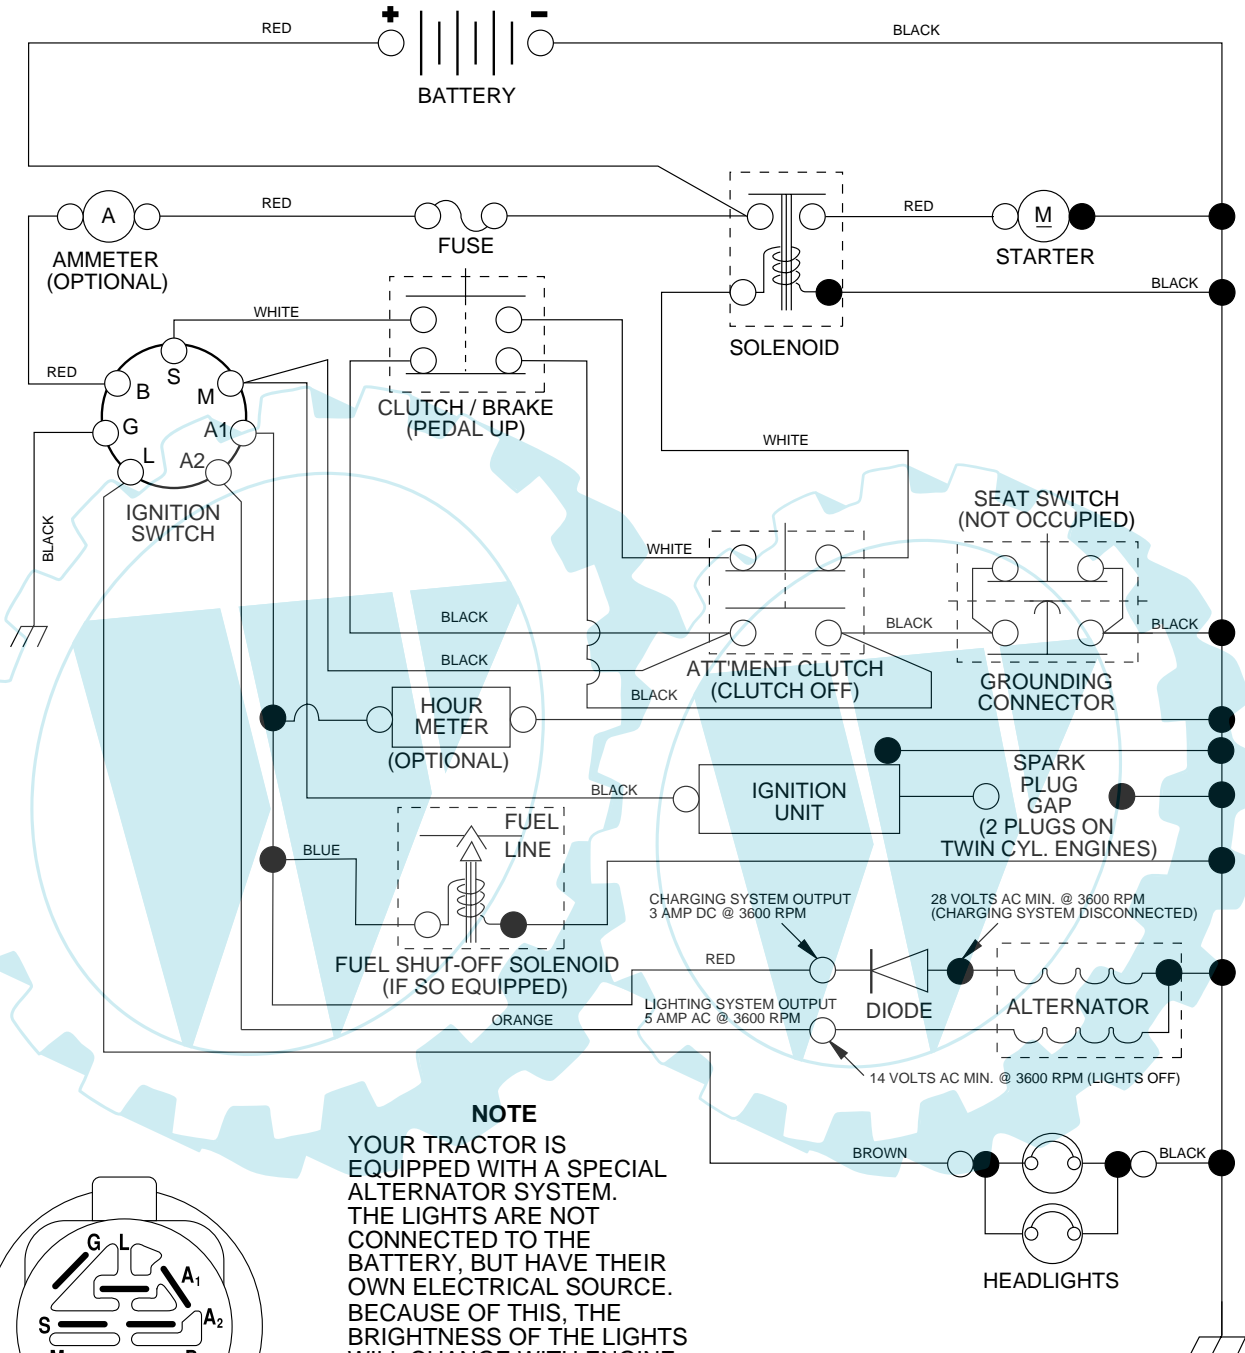 + −
RED
BLACK
BATTERY
A
RED
FUSE
RED
M
STARTER
AMMETER
(OPTIONAL)
BLACK
WHITE
SOLENOID
RED
B
S
M
G
A1
L
A2
CLUTCH / BRAKE
(PEDAL UP)
WHITE
IGNITION
SWITCH
BLACK
SEAT SWITCH
(NOT OCCUPIED)
WHITE
BLACK
BLACK
BLACK
BLACK
ATT'MENT CLUTCH
(CLUTCH OFF)
BLACK
GROUNDING
CONNECTOR
HOUR
METER
(OPTIONAL)
BLACK
IGNITION
UNIT
SPARK
PLUG
GAP
(2 PLUGS ON
TWIN CYL. ENGINES)
FUEL
LINE
BLUE
CHARGING SYSTEM OUTPUT
3 AMP DC @ 3600 RPM
28 VOLTS AC MIN. @ 3600 RPM
(CHARGING SYSTEM DISCONNECTED)
FUEL SHUT-OFF SOLENOID
(IF SO EQUIPPED)
RED
DIODE
ALTERNATOR
LIGHTING SYSTEM OUTPUT
5 AMP AC @ 3600 RPM
ORANGE
14 VOLTS AC MIN. @ 3600 RPM (LIGHTS OFF)
NOTE
YOUR TRACTOR IS
EQUIPPED WITH A SPECIAL
ALTERNATOR SYSTEM.
THE LIGHTS ARE NOT
CONNECTED TO THE
BATTERY, BUT HAVE THEIR
OWN ELECTRICAL SOURCE.
BECAUSE OF THIS, THE
BRIGHTNESS OF THE LIGHTS
WILL CHANGE WITH ENGINE
BROWN
BLACK
HEADLIGHTS
G L
A1
A2
S
M
B